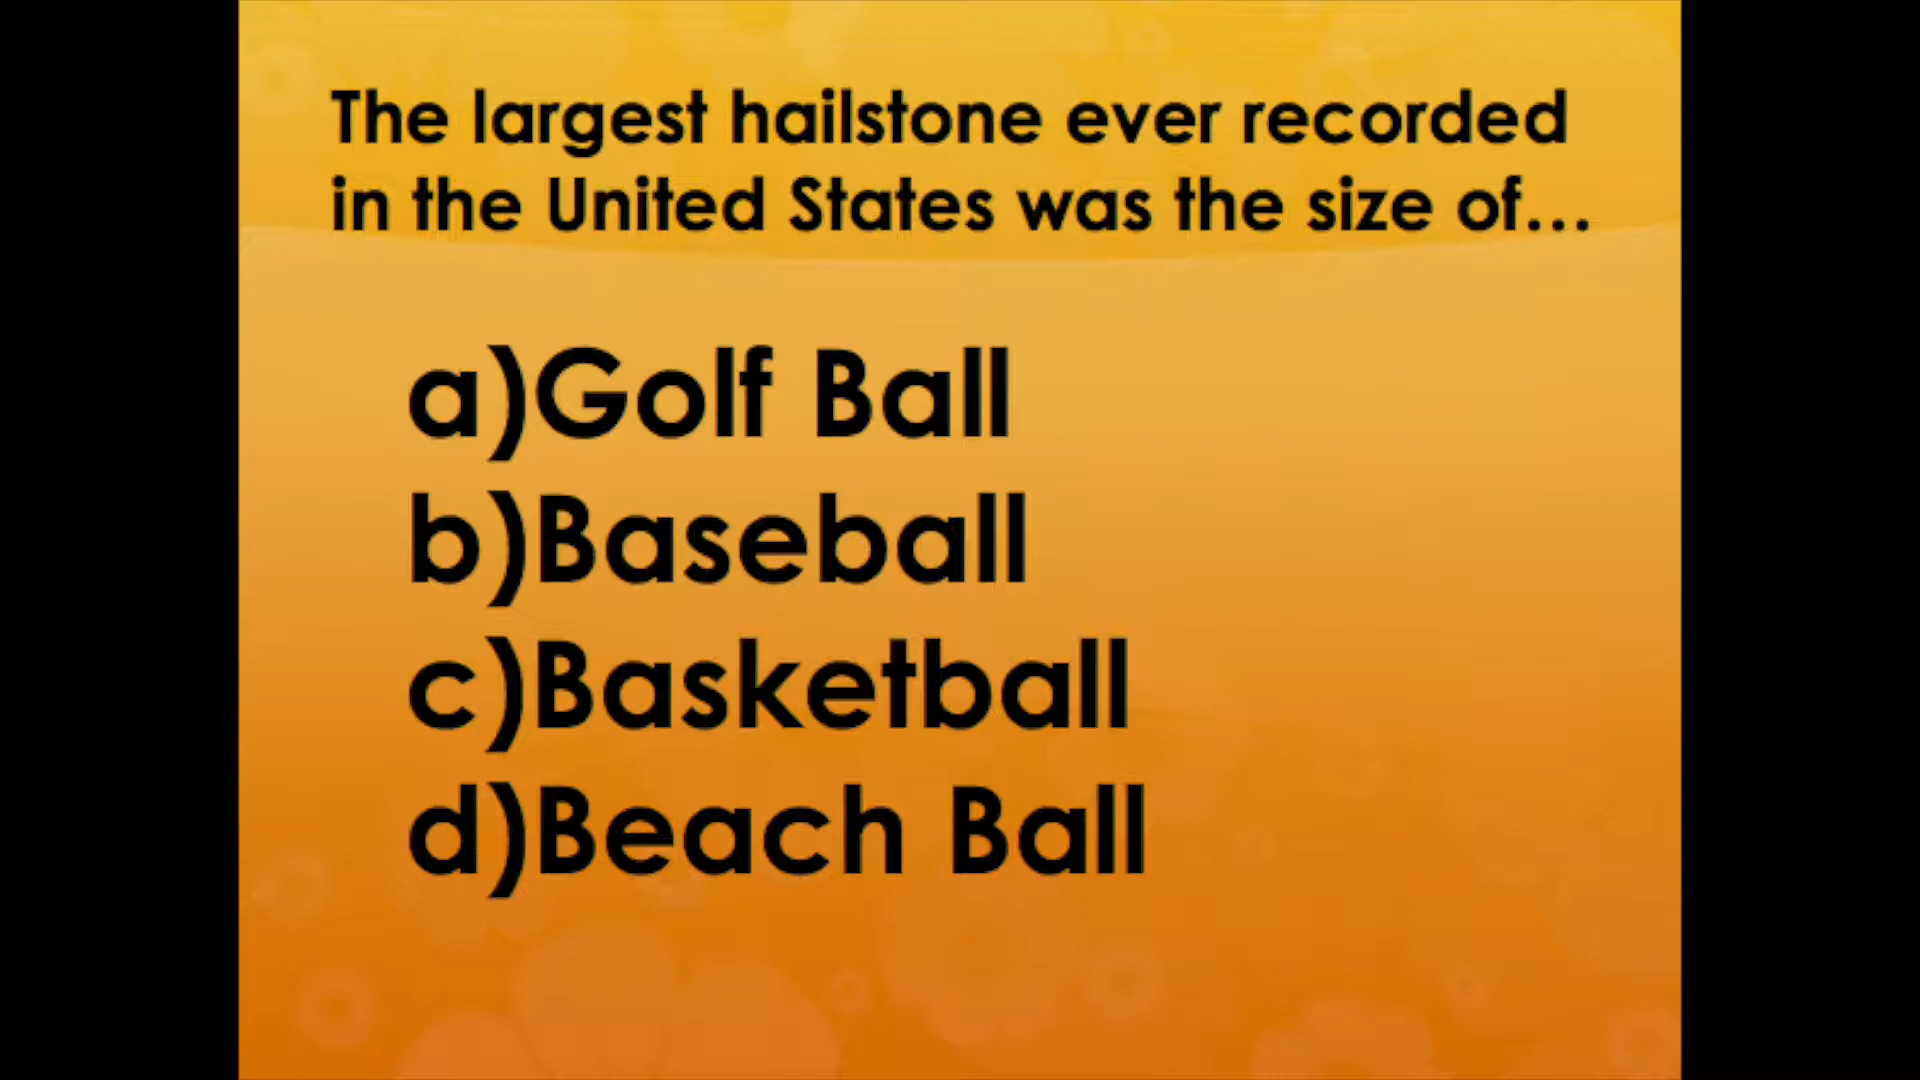 The largest hailstone ever recorded
in the United States was the size of…
a)Golf Ball
b)Baseball
c)Basketball
d)Beach Ball